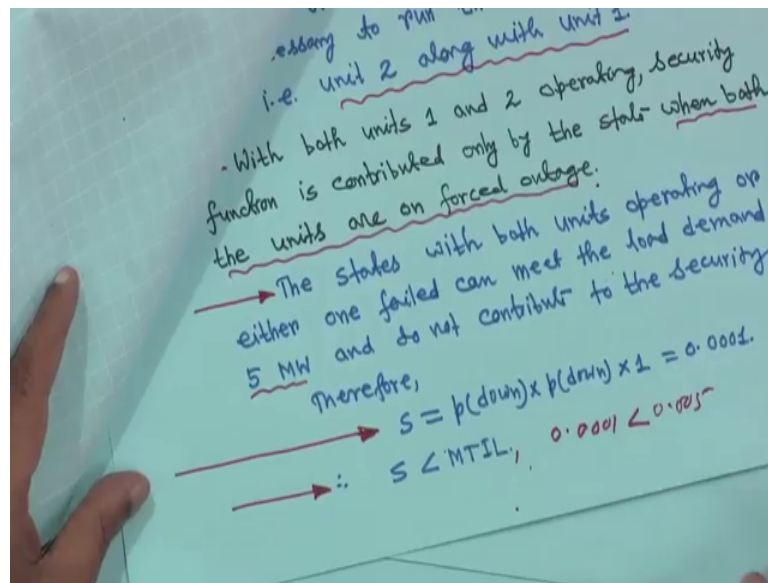 essary to run
i.e. unit 2 along with unit 1.
- With both units 1 and 2 operating, security
function is contributed only by the state when both
the units are on forced outage.
The states with both units operating or
either one failed can meet the load demand
5 MW and do not contribute to the security
Therefore,
S = p(down) x p(down) x 1 = 0.0001.
∴ S < MTIL, 0.0001 < 0.005